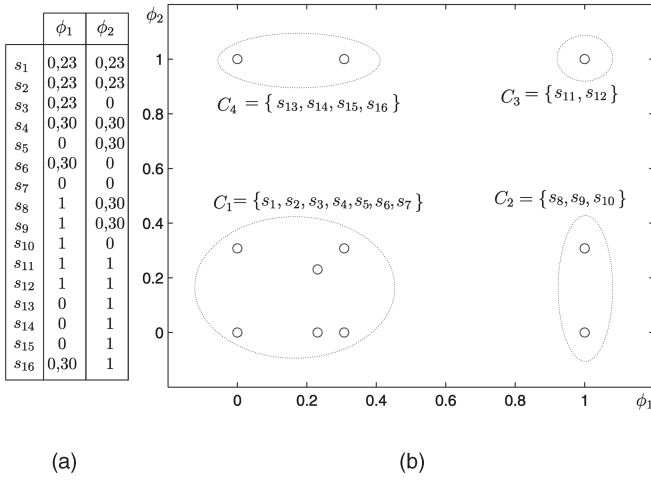 ϕ₁ ϕ₂
s₁ 0,23 0,23
s₂ 0,23 0,23
s₃ 0,23 0
s₄ 0,30 0,30
s₅ 0 0,30
s₆ 0,30 0
s₇ 0 0
s₈ 1 0,30
s₉ 1 0,30
s₁₀ 1 0
s₁₁ 1 1
s₁₂ 1 1
s₁₃ 0 1
s₁₄ 0 1
s₁₅ 0 1
s₁₆ 0,30 1
(a)
ϕ₂
1
0.8
0.6
0.4
0.2
0
C₄ = { s₁₃, s₁₄, s₁₅, s₁₆}
C₃ = {s₁₁, s₁₂}
C₁= {s₁, s₂, s₃, s₄, s₅, s₆, s₇}
C₂ = {s₈, s₉, s₁₀}
0 0.2 0.4 0.6 0.8 1 ϕ₁
(b)